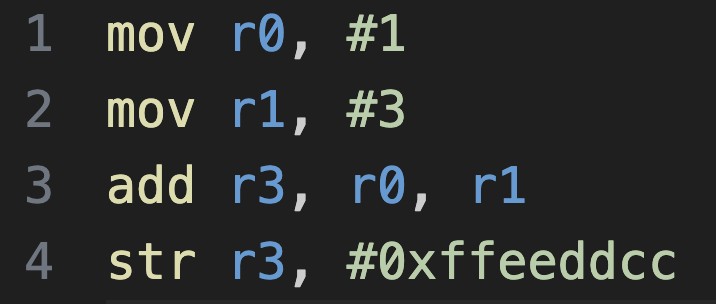 1 mov r0, #1
2 mov r1, #3
3 add r3, r0, r1
4 str r3, #0xffeeddcc